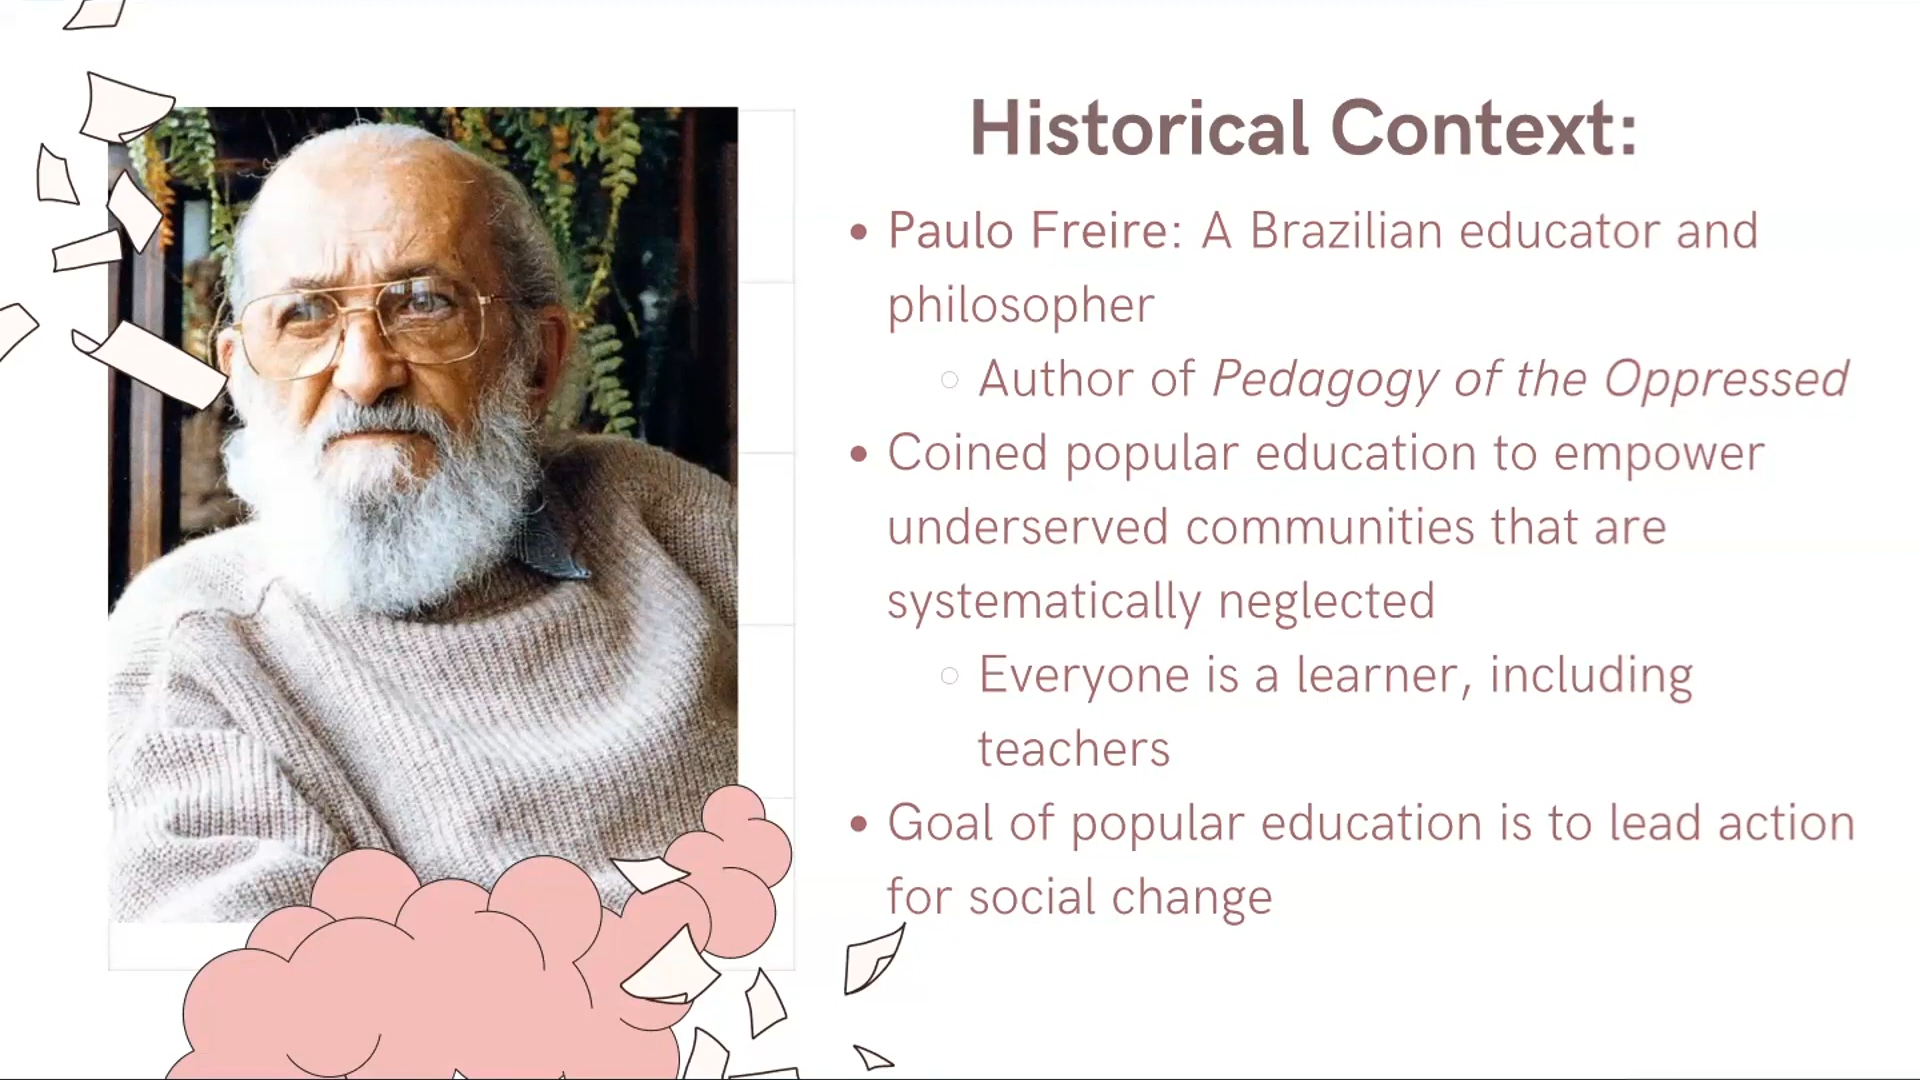 Historical Context:
• Paulo Freire: A Brazilian educator and
philosopher
○ Author of Pedagogy of the Oppressed
• Coined popular education to empower
underserved communities that are
systematically neglected
○ Everyone is a learner, including
teachers
• Goal of popular education is to lead action
for social change